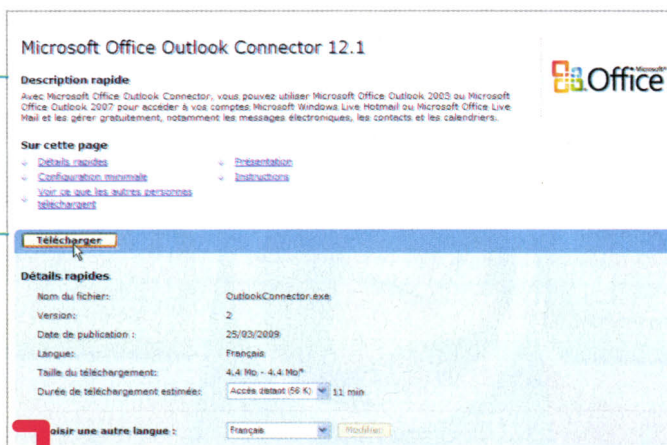 Microsoft Office Outlook Connector 12.1
Microsoft®
Office
Description rapide
Avec Microsoft Office Outlook Connector, vous pouvez utiliser Microsoft Office Outlook 2003 ou Microsoft
Office Outlook 2007 pour accéder à vos comptes Microsoft Windows Live Hotmail ou Microsoft Office Live
Mail et les gérer gratuitement, notamment les messages électroniques, les contacts et les calendriers.
Sur cette page
Détails rapides
Présentation
Configuration minimale
Instructions
Voir ce que les autres personnes
téléchargent
Télécharger
Détails rapides
Nom du fichier: OutlookConnector.exe
Version: 2
Date de publication : 25/03/2009
Langue: Français
Taille du téléchargement: 4.4 Mo - 4.4 Mo*
Durée de téléchargement estimée: Accès distant (56 K) 11 min
oisir une autre langue : Français Modifier